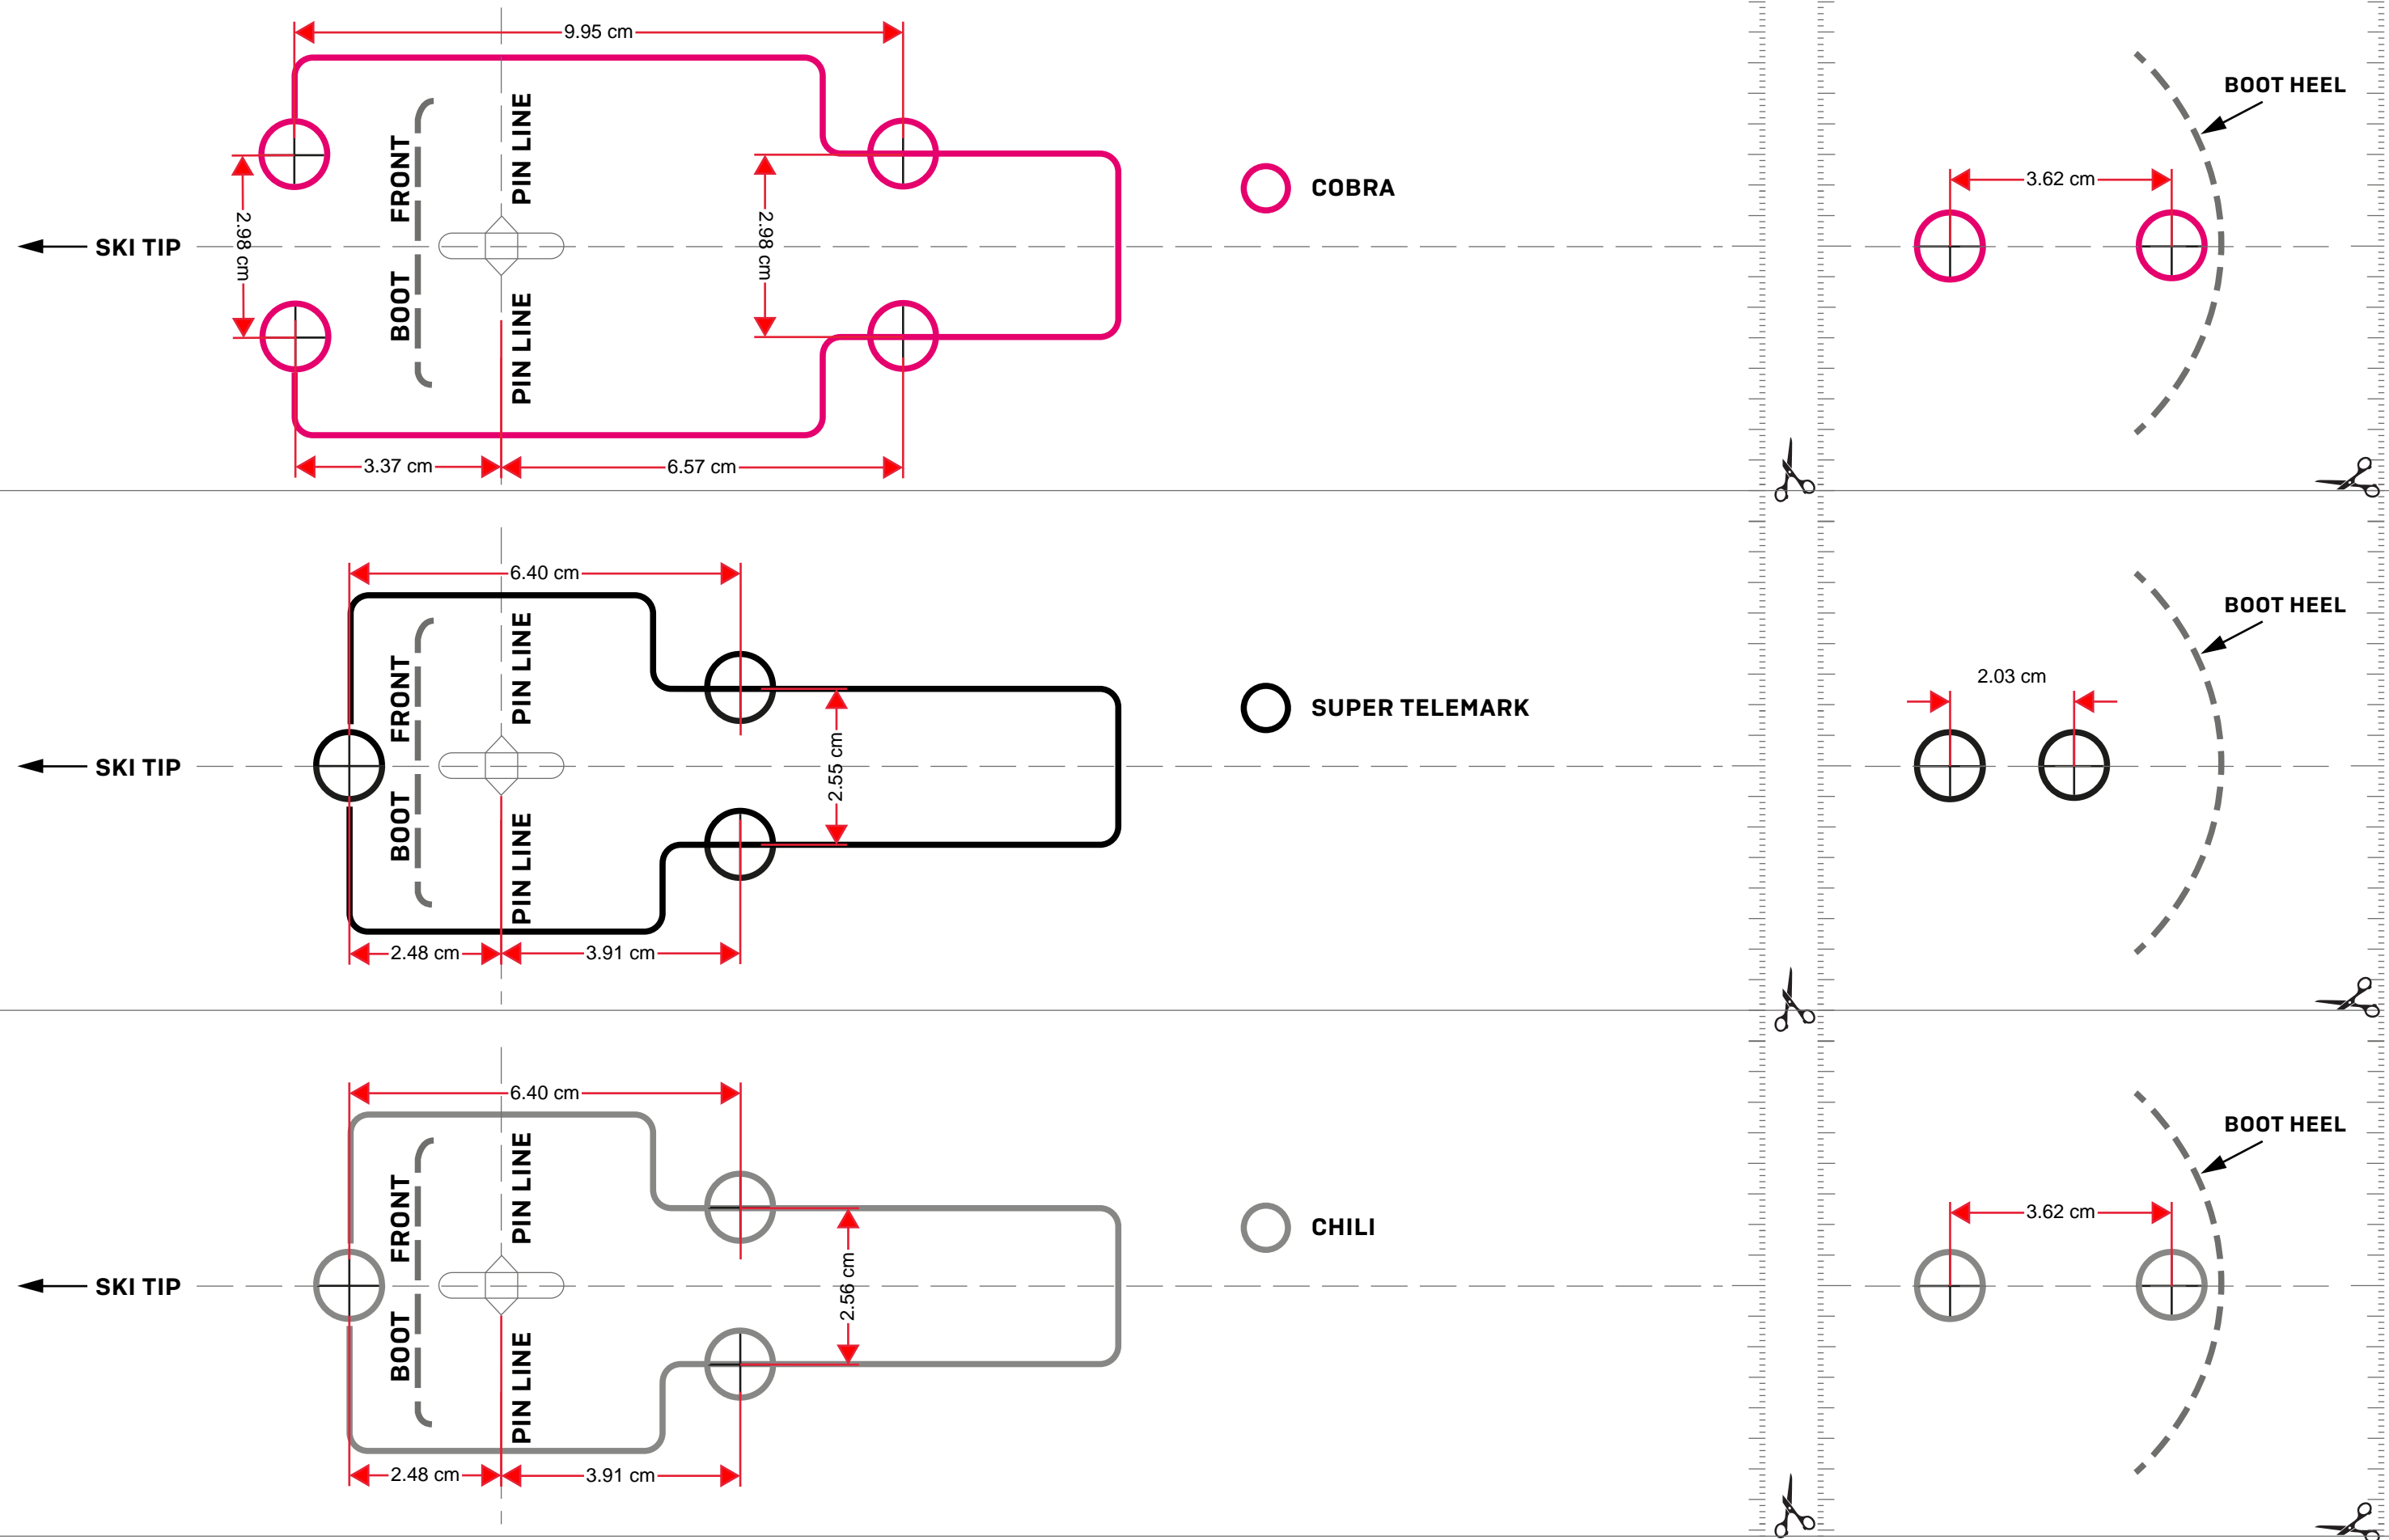 9.95 cm
BOOT HEEL
PIN LINE
FRONT
COBRA
3.62 cm
2.98 cm
2.98 cm
SKI TIP
BOOT
PIN LINE
3.37 cm
6.57 cm
6.40 cm
BOOT HEEL
PIN LINE
FRONT
2.03 cm
SUPER TELEMARK
2.55 cm
SKI TIP
BOOT
PIN LINE
2.48 cm
3.91 cm
6.40 cm
BOOT HEEL
PIN LINE
FRONT
3.62 cm
CHILI
2.56 cm
SKI TIP
BOOT
PIN LINE
2.48 cm
3.91 cm